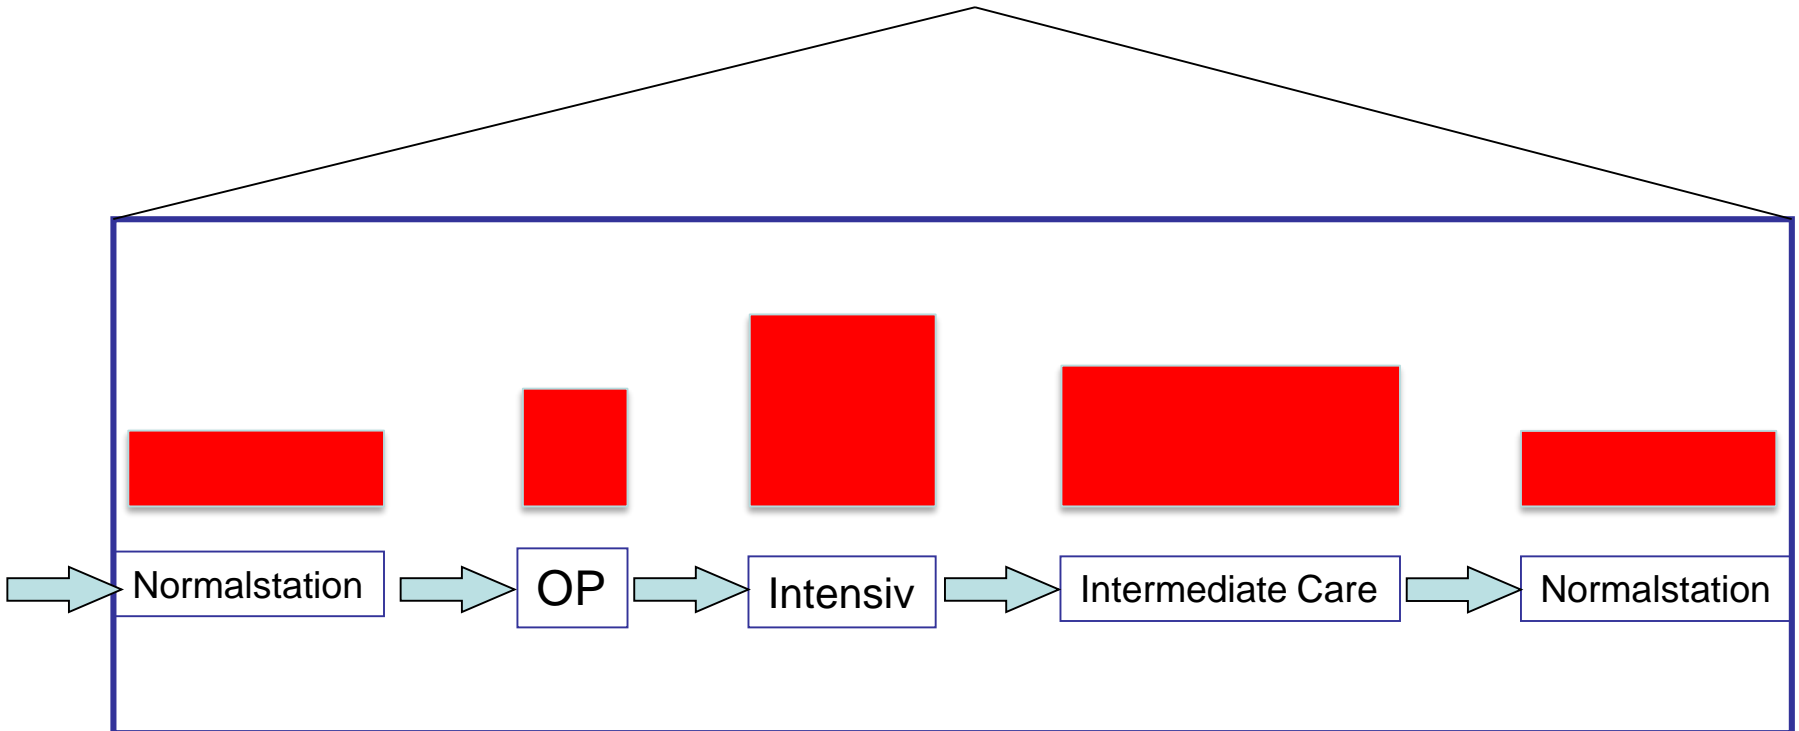 Normalstation
OP
Intensiv
Intermediate Care
Normalstation